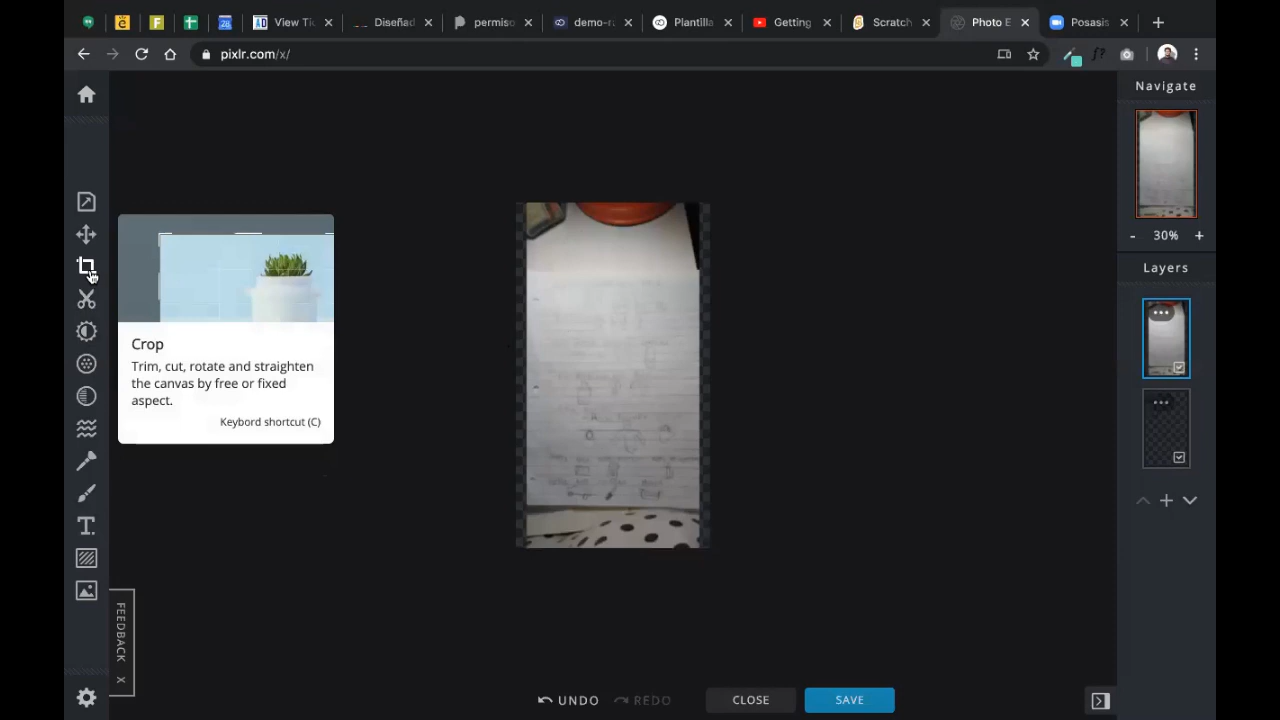 View Ti
Diseñad
permiso
demo-r
Plantilla
Getting
Scratch
Photo E
Posasis
pixlr.com/x/
Navigate
- 30% +
Layers
Crop
Trim, cut, rotate and straighten
the canvas by free or fixed
aspect.
Keybord shortcut (C)
FEEDBACK X
UNDO
REDO
CLOSE
SAVE